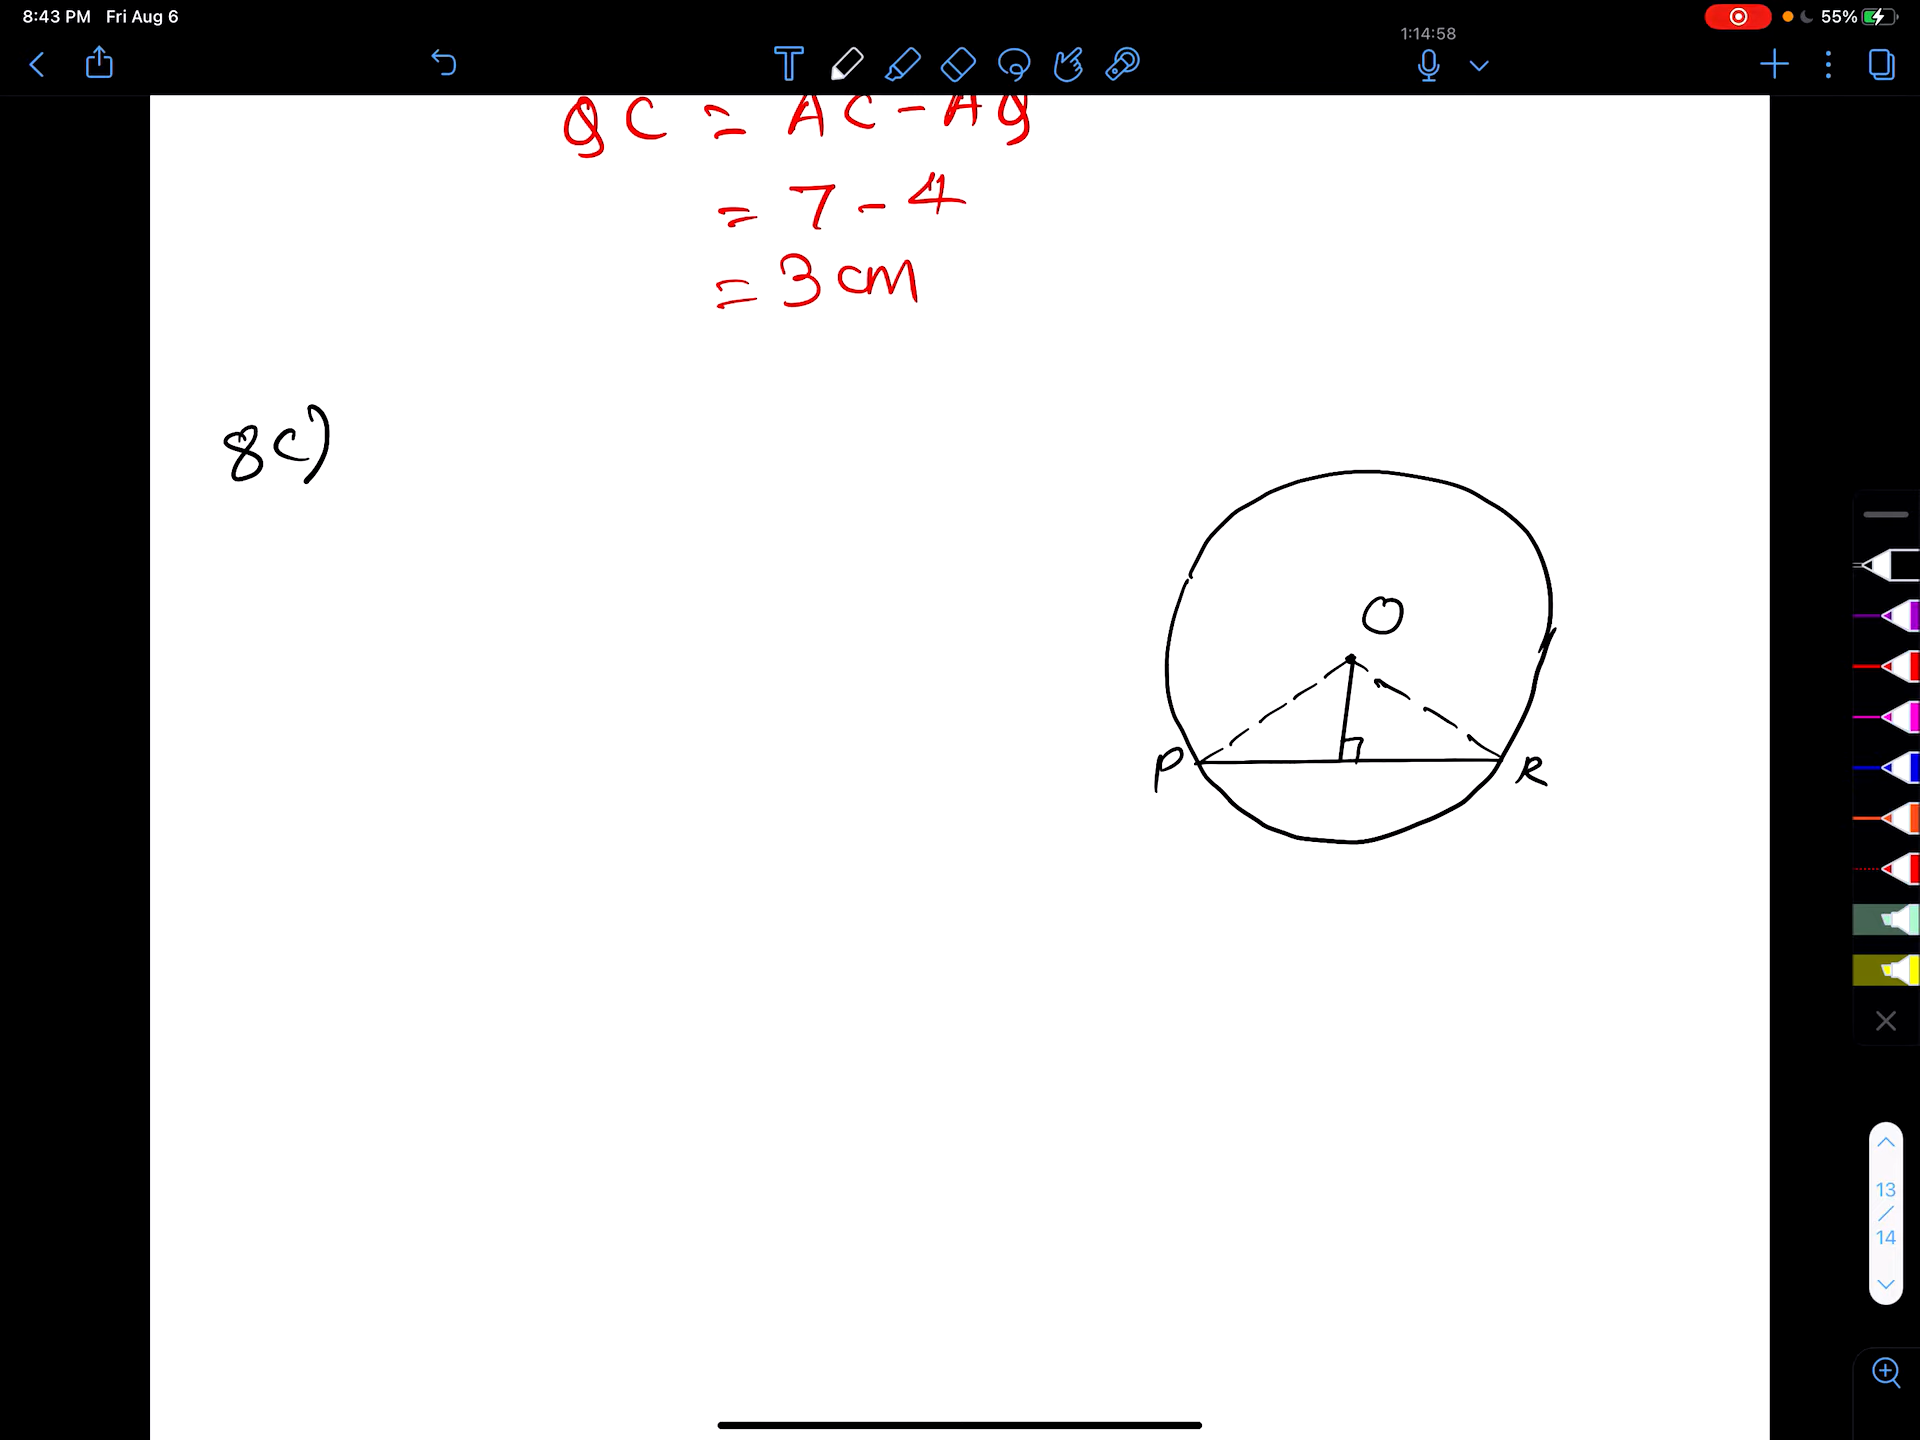 8:43 PM Fri Aug 6
55%
1:14:58
QC = AC - AQ
= 7 - 4
= 3 cm
8c)
O
P
R
13
/
14